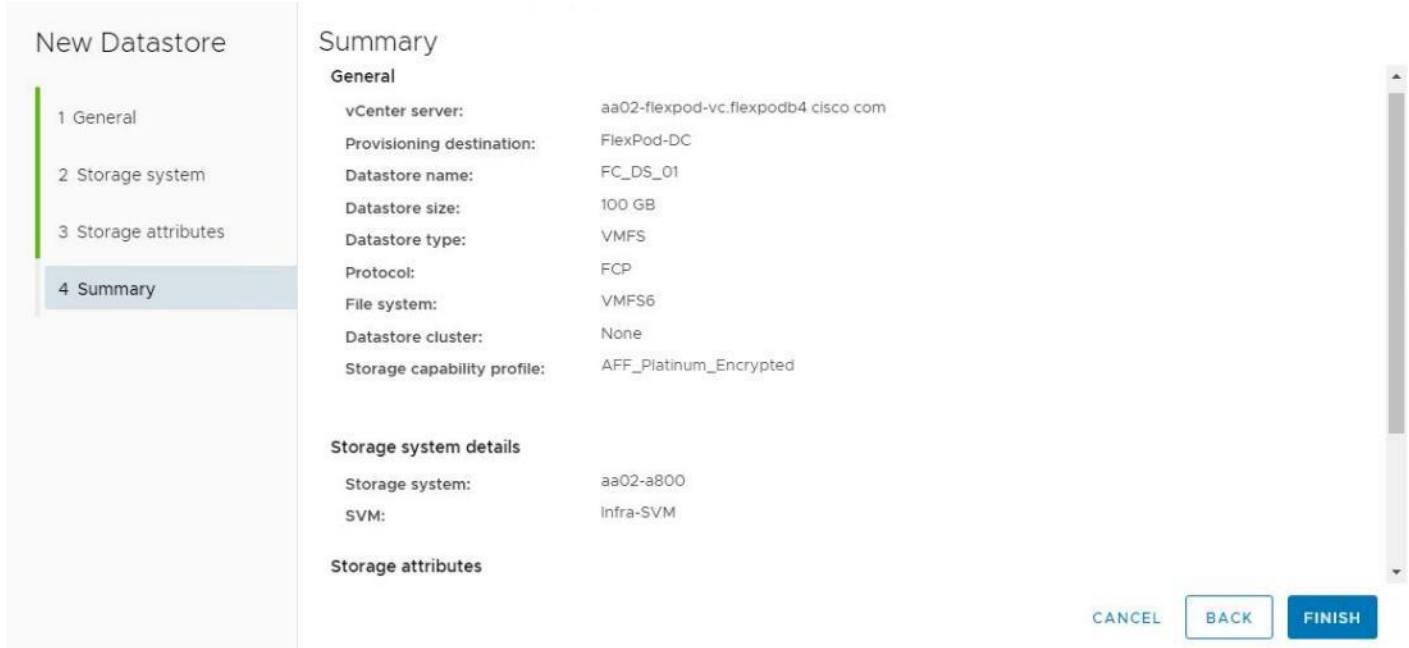 New Datastore
1 General
2 Storage system
3 Storage attributes
4 Summary
Summary
General
vCenter server: aa02-flexpod-vc.flexpodb4 cisco com
Provisioning destination: FlexPod-DC
Datastore name: FC_DS_01
Datastore size: 100 GB
Datastore type: VMFS
Protocol: FCP
File system: VMFS6
Datastore cluster: None
Storage capability profile: AFF_Platinum_Encrypted
Storage system details
Storage system: aa02-a800
SVM: Infra-SVM
Storage attributes
CANCEL BACK FINISH